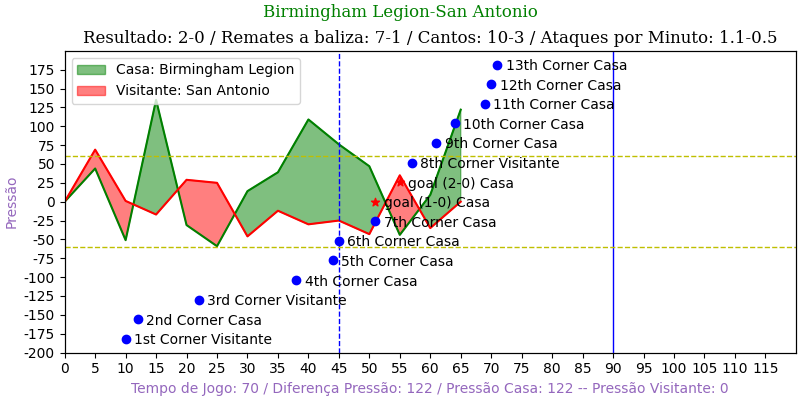 Birmingham Legion-San Antonio
Resultado: 2-0 / Remates a baliza: 7-1 / Cantos: 10-3 / Ataques por Minuto: 1.1-0.5
Casa: Birmingham Legion
Visitante: San Antonio
Pressão
175
150
125
100
75
50
25
0
-25
-50
-75
-100
-125
-150
-175
-200
13th Corner Casa
12th Corner Casa
11th Corner Casa
10th Corner Casa
9th Corner Casa
8th Corner Visitante
goal (2-0) Casa
goal (1-0) Casa
7th Corner Casa
6th Corner Casa
5th Corner Casa
4th Corner Casa
3rd Corner Visitante
2nd Corner Casa
1st Corner Visitante
0 5 10 15 20 25 30 35 40 45 50 55 60 65 70 75 80 85 90 95 100 105 110 115
Tempo de Jogo: 70 / Diferença Pressão: 122 / Pressão Casa: 122 -- Pressão Visitante: 0